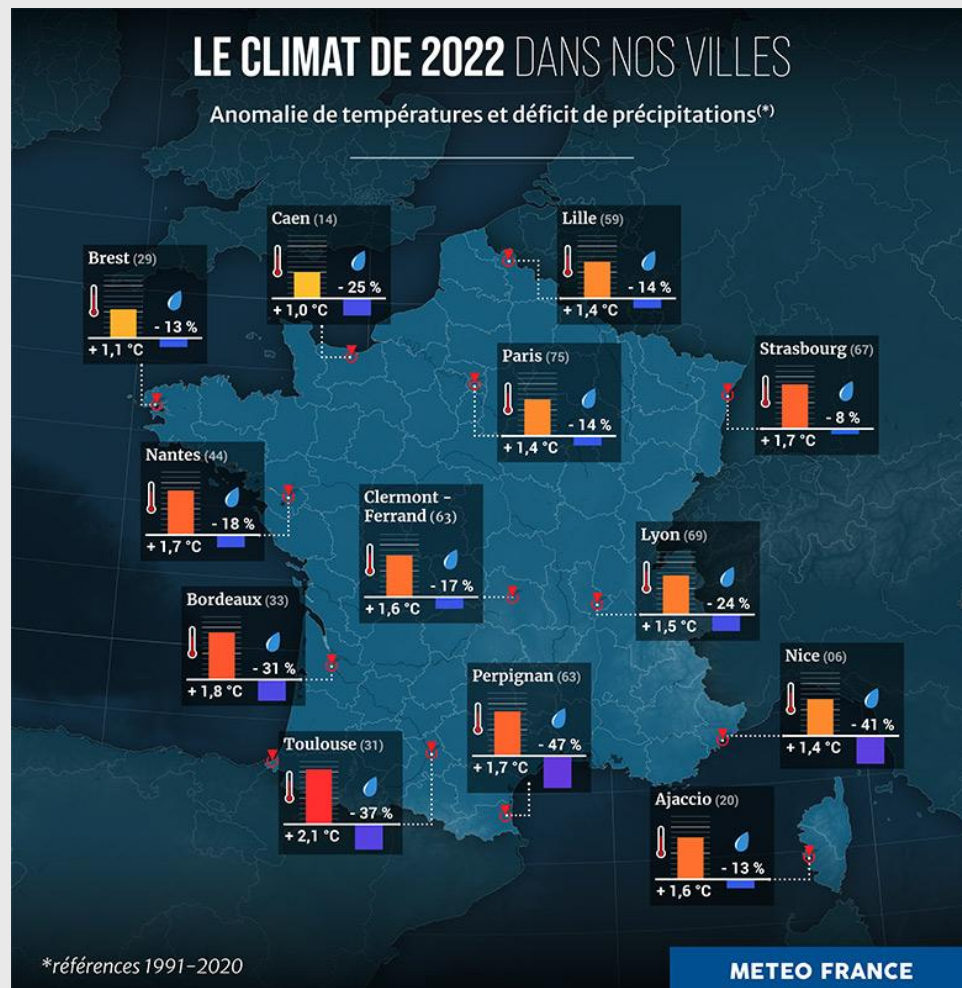 LE CLIMAT DE 2022 DANS NOS VILLES
Anomalie de températures et déficit de précipitations(*)
Caen (14)
- 25 %
+ 1,0 °C
Lille (59)
- 14 %
+ 1,4 °C
Brest (29)
- 13 %
+ 1,1 °C
Paris (75)
- 14 %
+ 1,4 °C
Strasbourg (67)
- 8 %
+ 1,7 °C
Nantes (44)
- 18 %
+ 1,7 °C
Clermont -
Ferrand (63)
- 17 %
+ 1,6 °C
Lyon (69)
- 24 %
+ 1,5 °C
Bordeaux (33)
- 31 %
+ 1,8 °C
Perpignan (63)
- 47 %
+ 1,7 °C
Nice (06)
- 41 %
+ 1,4 °C
Toulouse (31)
- 37 %
+ 2,1 °C
Ajaccio (20)
- 13 %
+ 1,6 °C
*références 1991-2020
METEO FRANCE